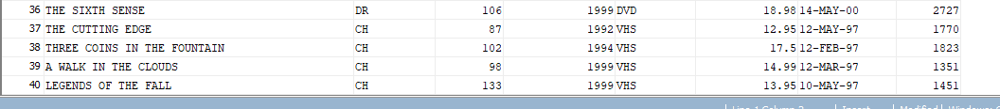 36 THE SIXTH SENSE DR 106 1999 DVD 18.98 14-MAY-00 2727
37 THE CUTTING EDGE CH 87 1992 VHS 12.95 12-MAY-97 1770
38 THREE COINS IN THE FOUNTAIN CH 102 1994 VHS 17.5 12-FEB-97 1823
39 A WALK IN THE CLOUDS CH 98 1999 VHS 14.99 12-MAR-97 1351
40 LEGENDS OF THE FALL CH 133 1999 VHS 13.95 10-MAY-97 1451